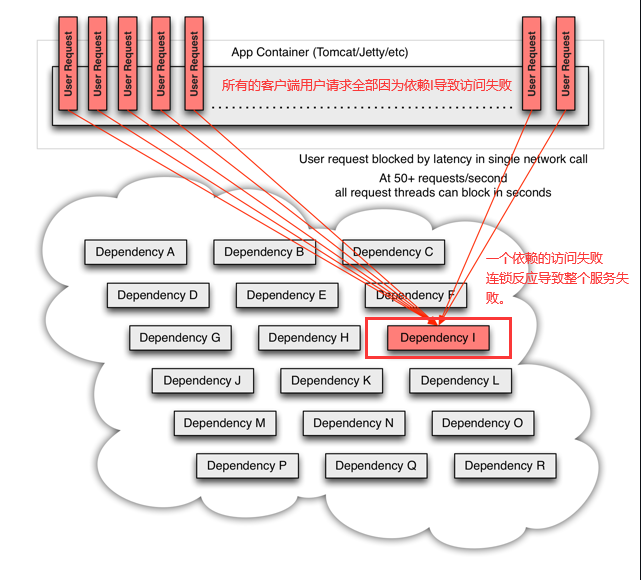 User Request
User Request
User Request
User Request
User Request
User Request
User Request
App Container (Tomcat/Jetty/etc)
所有的客户端用户请求全部因为依赖I导致访问失败
User request blocked by latency in single network call
At 50+ requests/second
all request threads can block in seconds
Dependency A
Dependency B
Dependency C
一个依赖的访问失败
连锁反应导致整个服务失
败。
Dependency D
Dependency E
Dependency F
Dependency G
Dependency H
Dependency I
Dependency J
Dependency K
Dependency L
Dependency M
Dependency N
Dependency O
Dependency P
Dependency Q
Dependency R